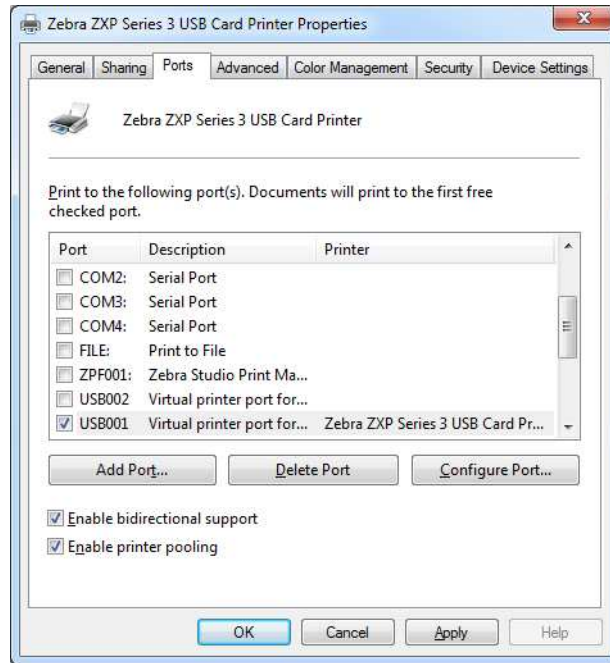 Zebra ZXP Series 3 USB Card Printer Properties
General Sharing Ports Advanced Color Management Security Device Settings
Zebra ZXP Series 3 USB Card Printer
Print to the following port(s). Documents will print to the first free
checked port.
Port Description Printer
COM2: Serial Port
COM3: Serial Port
COM4: Serial Port
FILE: Print to File
ZPF001: Zebra Studio Print Ma...
USB002 Virtual printer port for...
USB001 Virtual printer port for... Zebra ZXP Series 3 USB Card Pr...
Add Port... Delete Port Configure Port...
Enable bidirectional support
Enable printer pooling
OK Cancel Apply Help